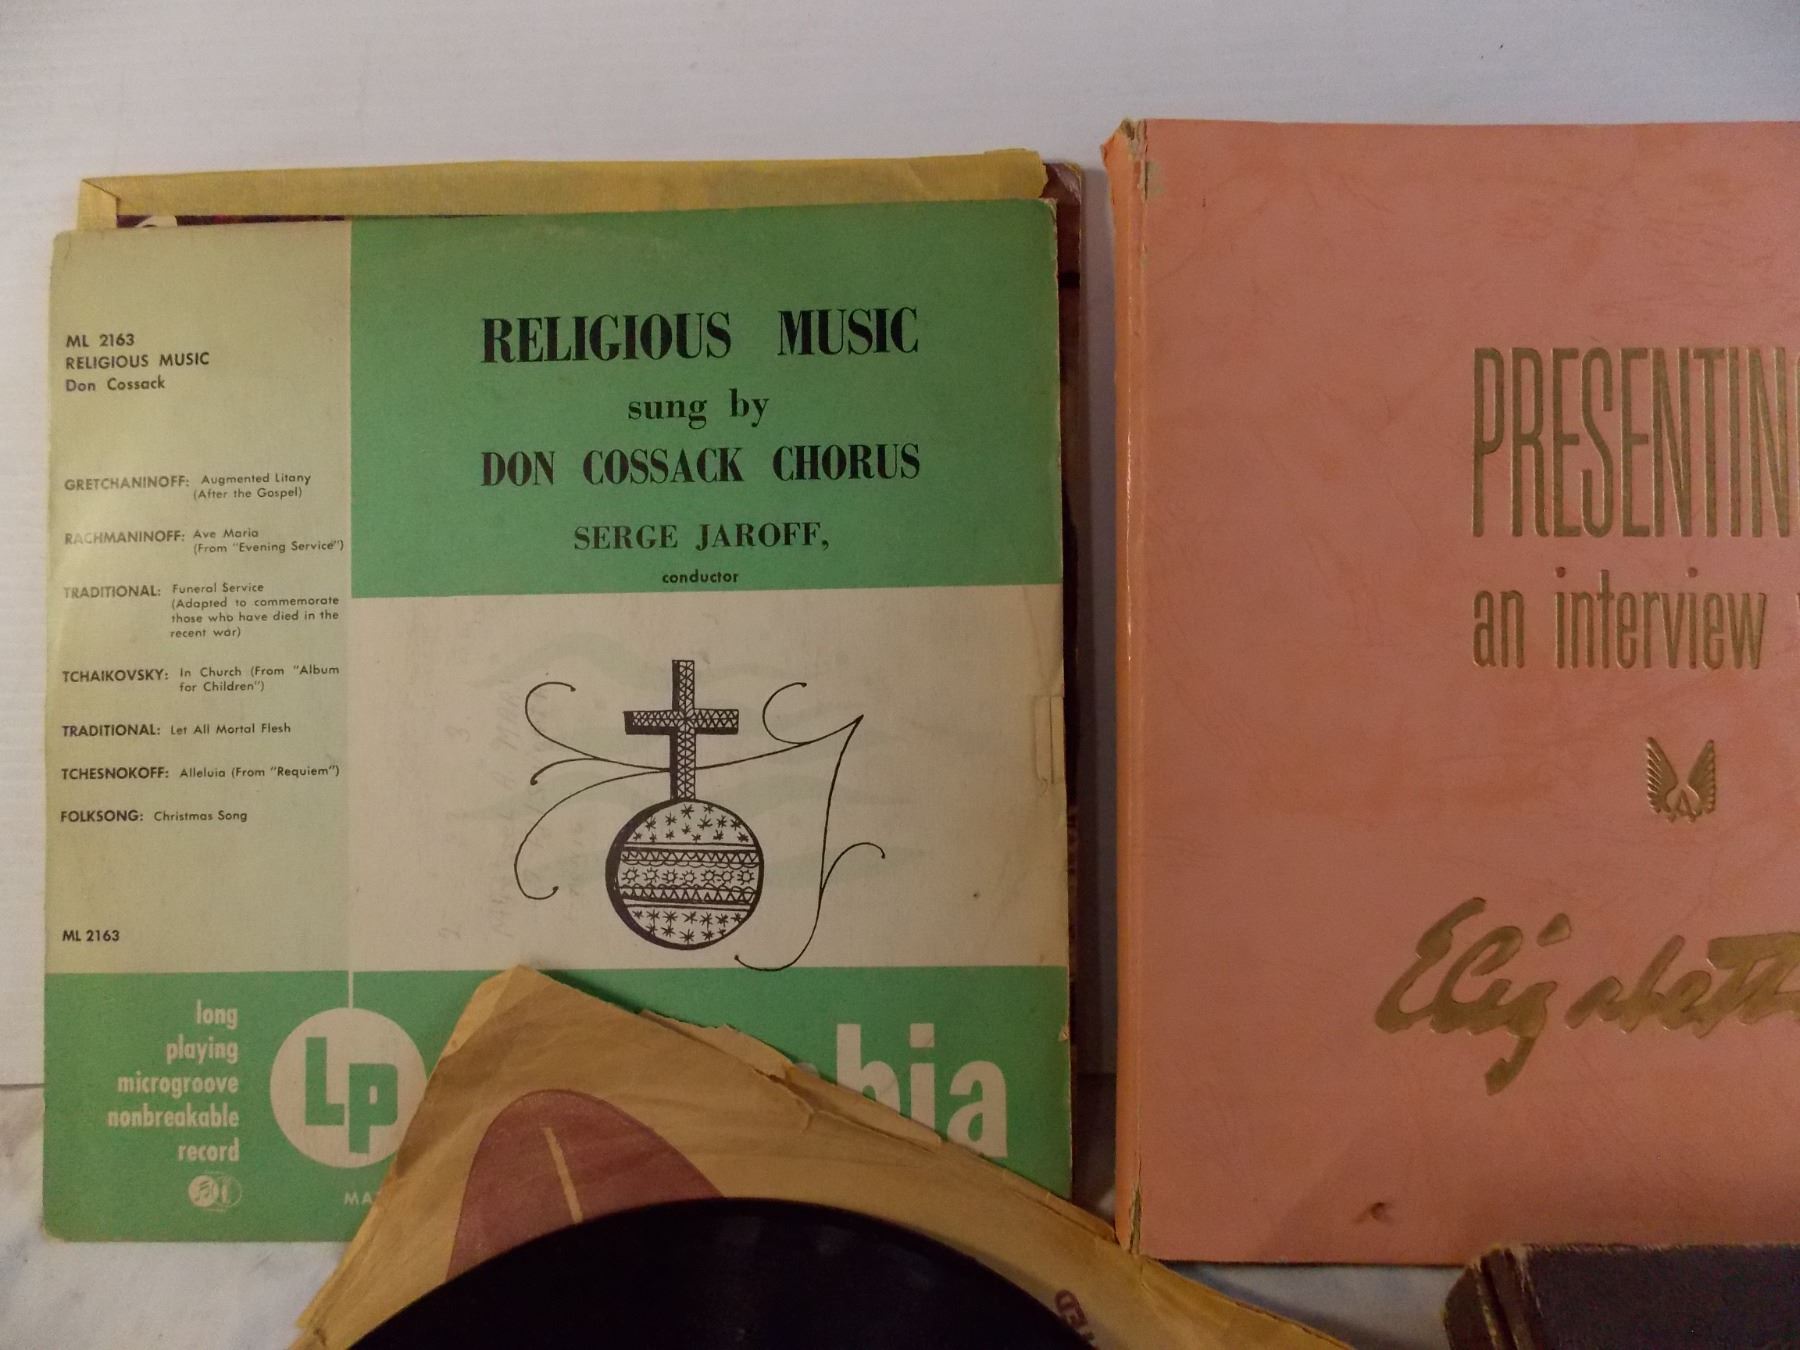 ML 2163
RELIGIOUS MUSIC
Don Cossack
GRETCHANINOFF: Augmented Litany
(After the Gospel)
RACHMANINOFF: Ave Maria
(From "Evening Service")
TRADITIONAL: Funeral Service
(Adapted to commemorate
those who have died in the
recent war)
TCHAIKOVSKY: In Church (From "Album
for Children")
TRADITIONAL: Let All Mortal Flesh
TCHESNOKOFF: Alleluia (From "Requiem")
FOLKSONG: Christmas Song
ML 2163
RELIGIOUS MUSIC
sung by
DON COSSACK CHORUS
SERGE JAROFF,
conductor
long
playing
microgroove
nonbreakable
record
LP
bia
MA
PRESENTING
an interview
A
Elizabeth